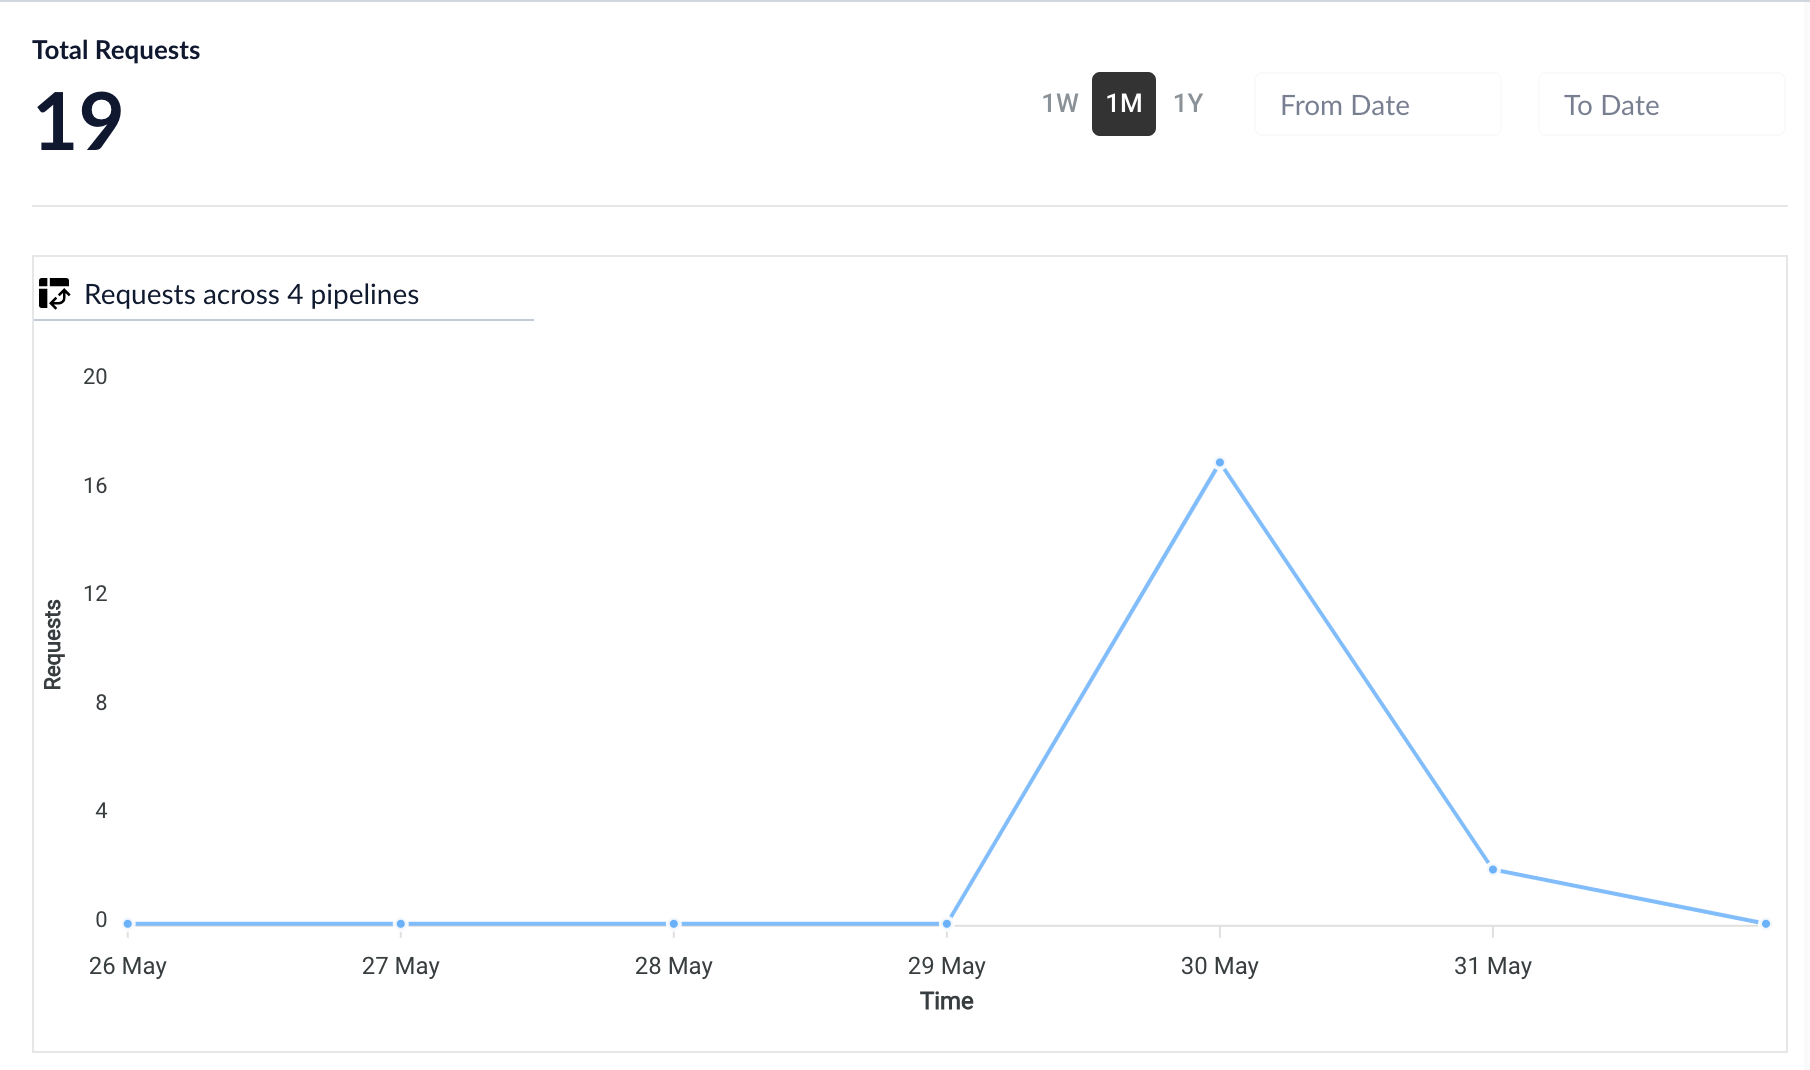 Total Requests
19
1W 1M 1Y From Date To Date
Requests across 4 pipelines
20
16
12
8
4
0
Requests
26 May 27 May 28 May 29 May 30 May 31 May
Time